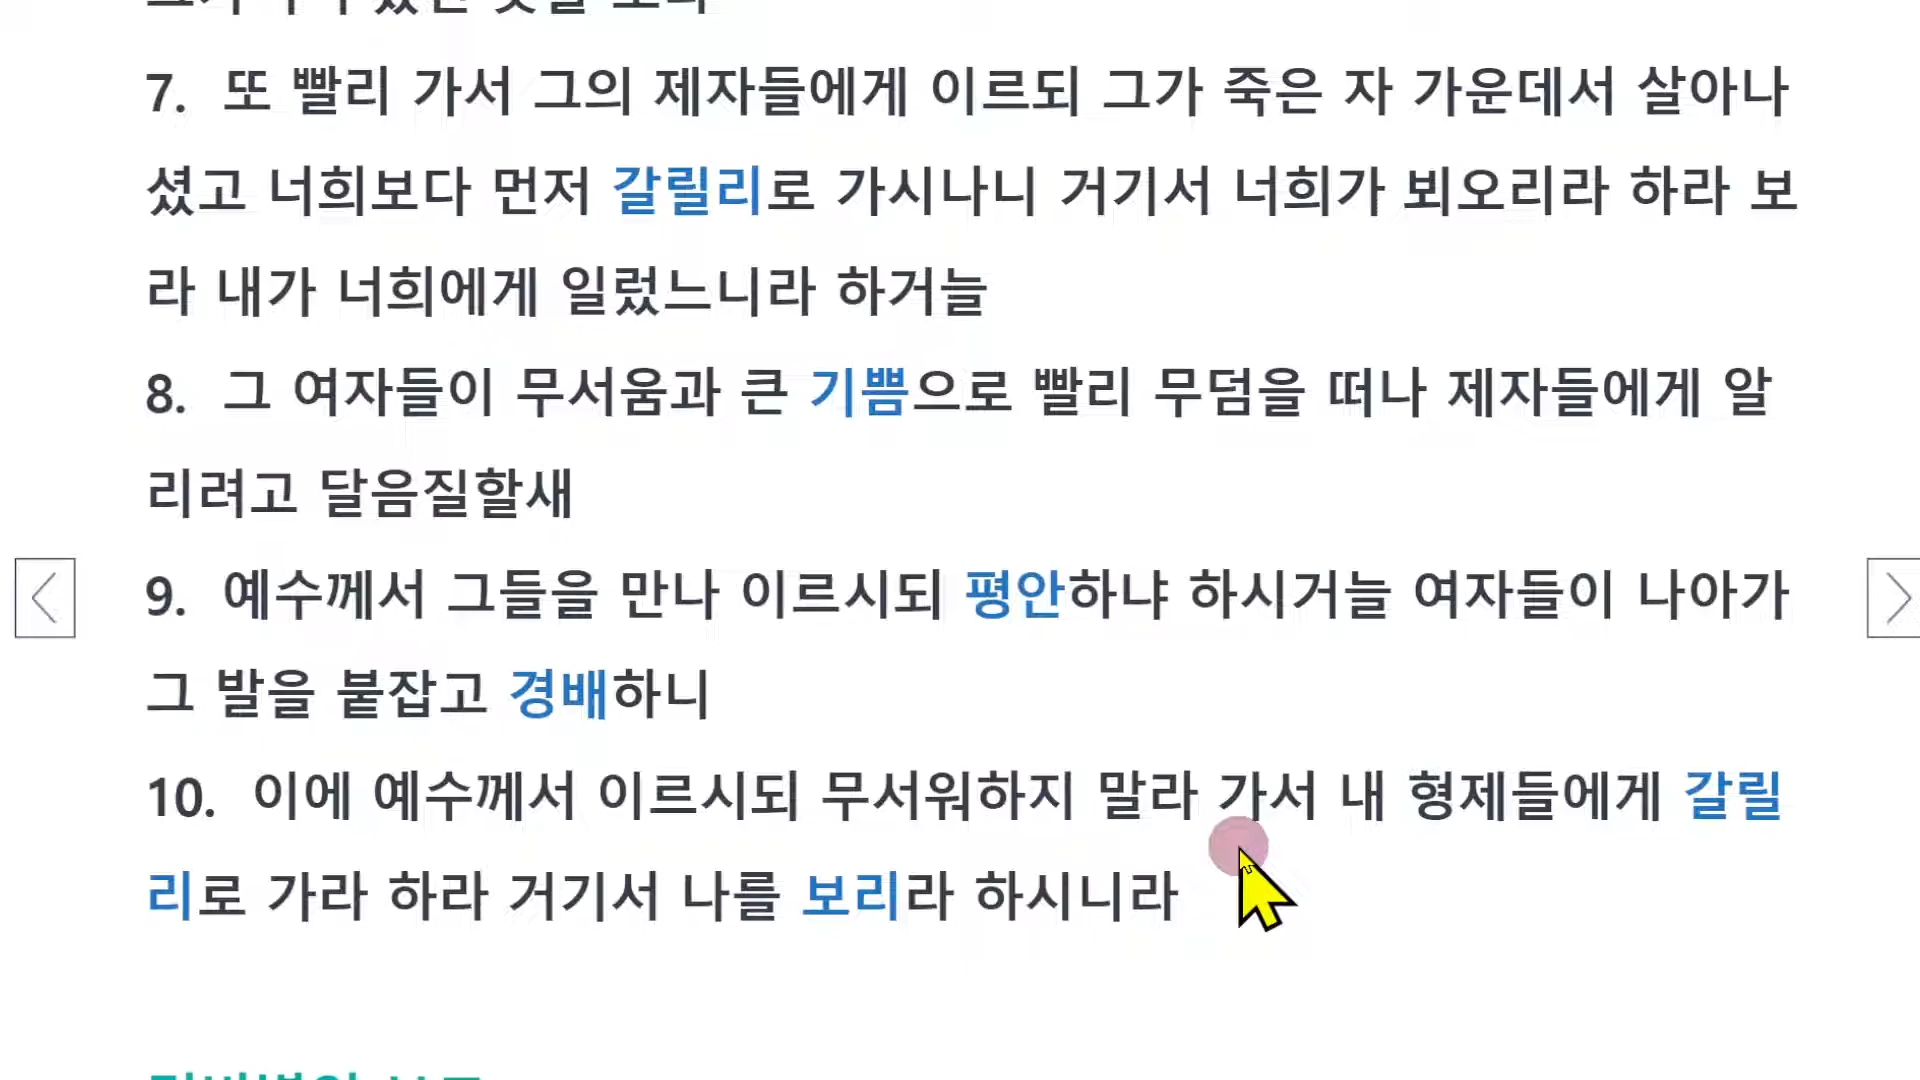 7. 또 빨리 가서 그의 제자들에게 이르되 그가 죽은 자 가운데서 살아나
셨고 너희보다 먼저 갈릴리로 가시나니 거기서 너희가 뵈오리라 하라 보
라 내가 너희에게 일렀느니라 하거늘
8. 그 여자들이 무서움과 큰 기쁨으로 빨리 무덤을 떠나 제자들에게 알
리려고 달음질할새
9. 예수께서 그들을 만나 이르시되 평안하냐 하시거늘 여자들이 나아가
그 발을 붙잡고 경배하니
10. 이에 예수께서 이르시되 무서워하지 말라 가서 내 형제들에게 갈릴
리로 가라 하라 거기서 나를 보리라 하시니라